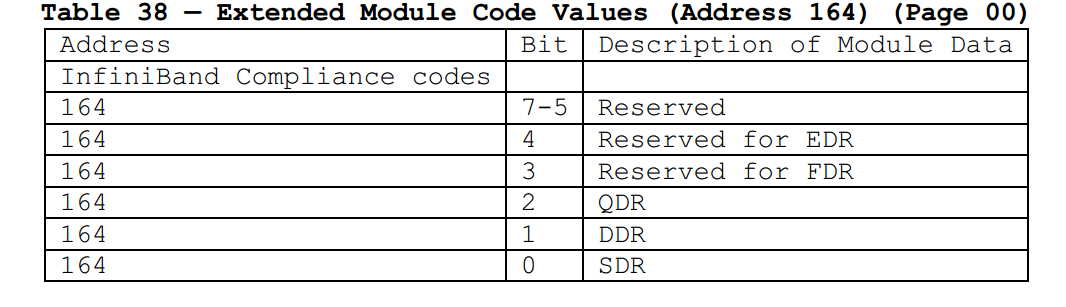 Table 38 — Extended Module Code Values (Address 164) (Page 00)
Address Bit Description of Module Data
InfiniBand Compliance codes
164 7-5 Reserved
164 4 Reserved for EDR
164 3 Reserved for FDR
164 2 QDR
164 1 DDR
164 0 SDR